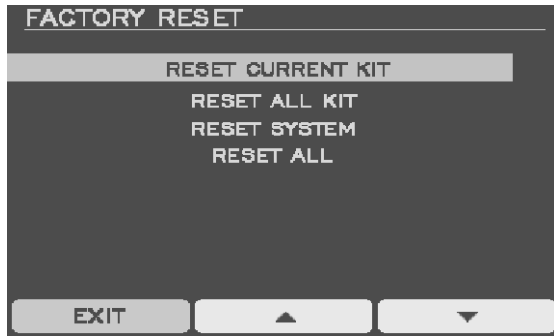 FACTORY RESET
RESET CURRENT KIT
RESET ALL KIT
RESET SYSTEM
RESET ALL
EXIT